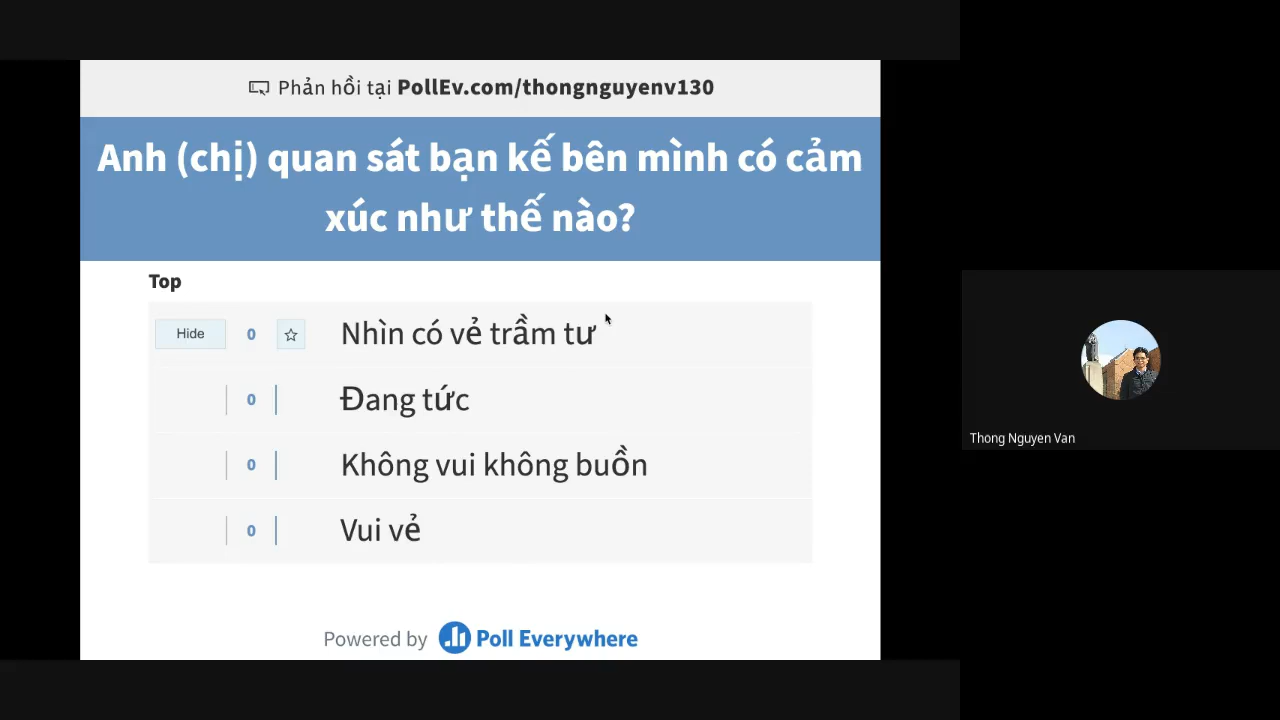 Phản hồi tại PollEv.com/thongnguyenv130
Anh (chị) quan sát bạn kế bên mình có cảm
xúc như thế nào?
Top
Hide 0 Nhìn có vẻ trầm tư
0 Đang tức
0 Không vui không buồn
0 Vui vẻ
Powered by Poll Everywhere
Thong Nguyen Van